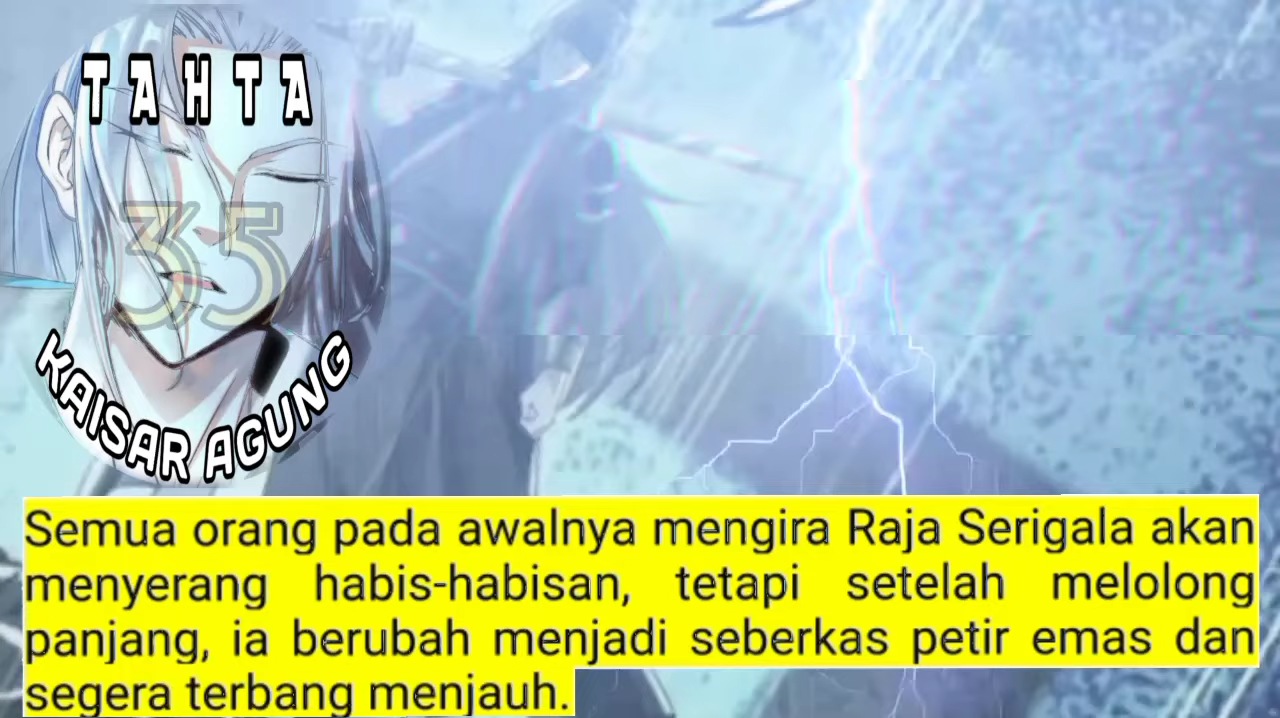 TAHTA
35
KAISAR AGUNG
Semua orang pada awalnya mengira Raja Serigala akan
menyerang habis-habisan, tetapi setelah melolong
panjang, ia berubah menjadi seberkas petir emas dan
segera terbang menjauh.